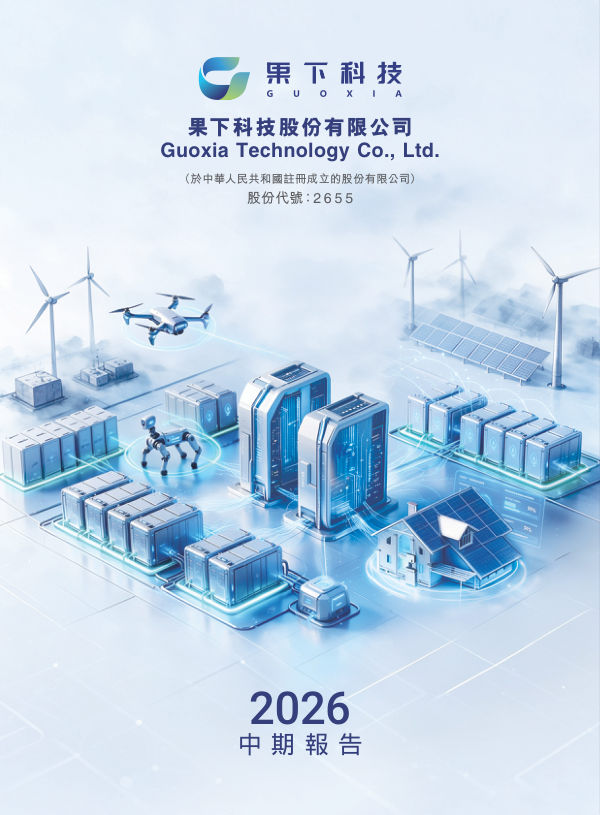 果下科技
GUOXIA
果下科技股份有限公司
Guoxia Technology Co., Ltd.
（於中華人民共和國註冊成立的股份有限公司）
股份代號：2655
2026
中期報告